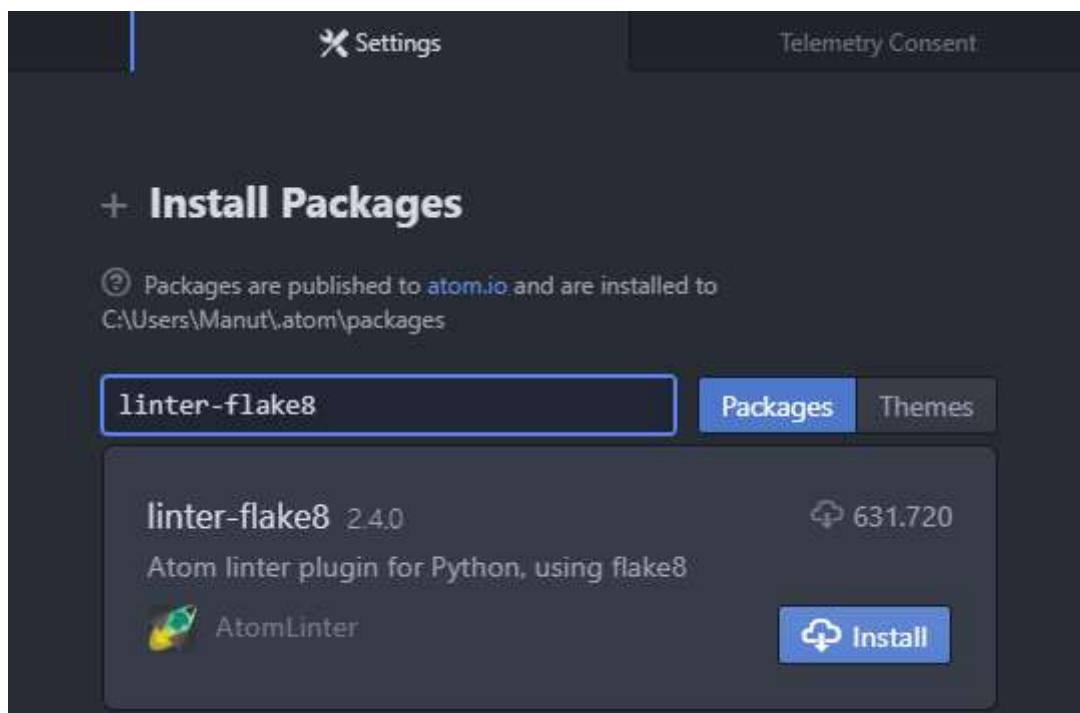 Settings
Telemetry Consent
+ Install Packages
Packages are published to atom.io and are installed to
C:\Users\Manut\.atom\packages
linter-flake8
Packages
Themes
linter-flake8 2.4.0
631.720
Atom linter plugin for Python, using flake8
AtomLinter
Install